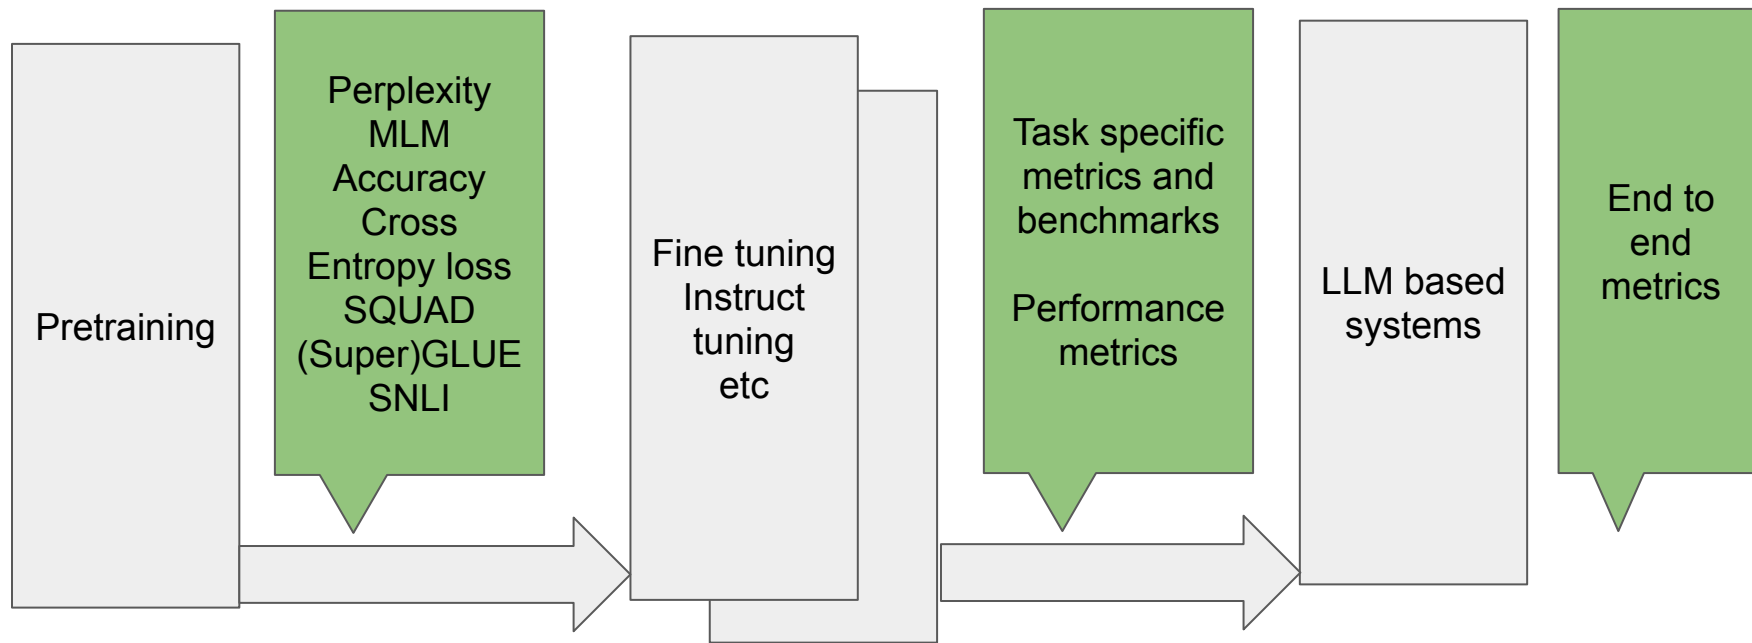 Pretraining
Perplexity
MLM
Accuracy
Cross
Entropy loss
SQUAD
(Super)GLUE
SNLI
Fine tuning
Instruct
tuning
etc
Task specific
metrics and
benchmarks
Performance
metrics
LLM based
systems
End to
end
metrics